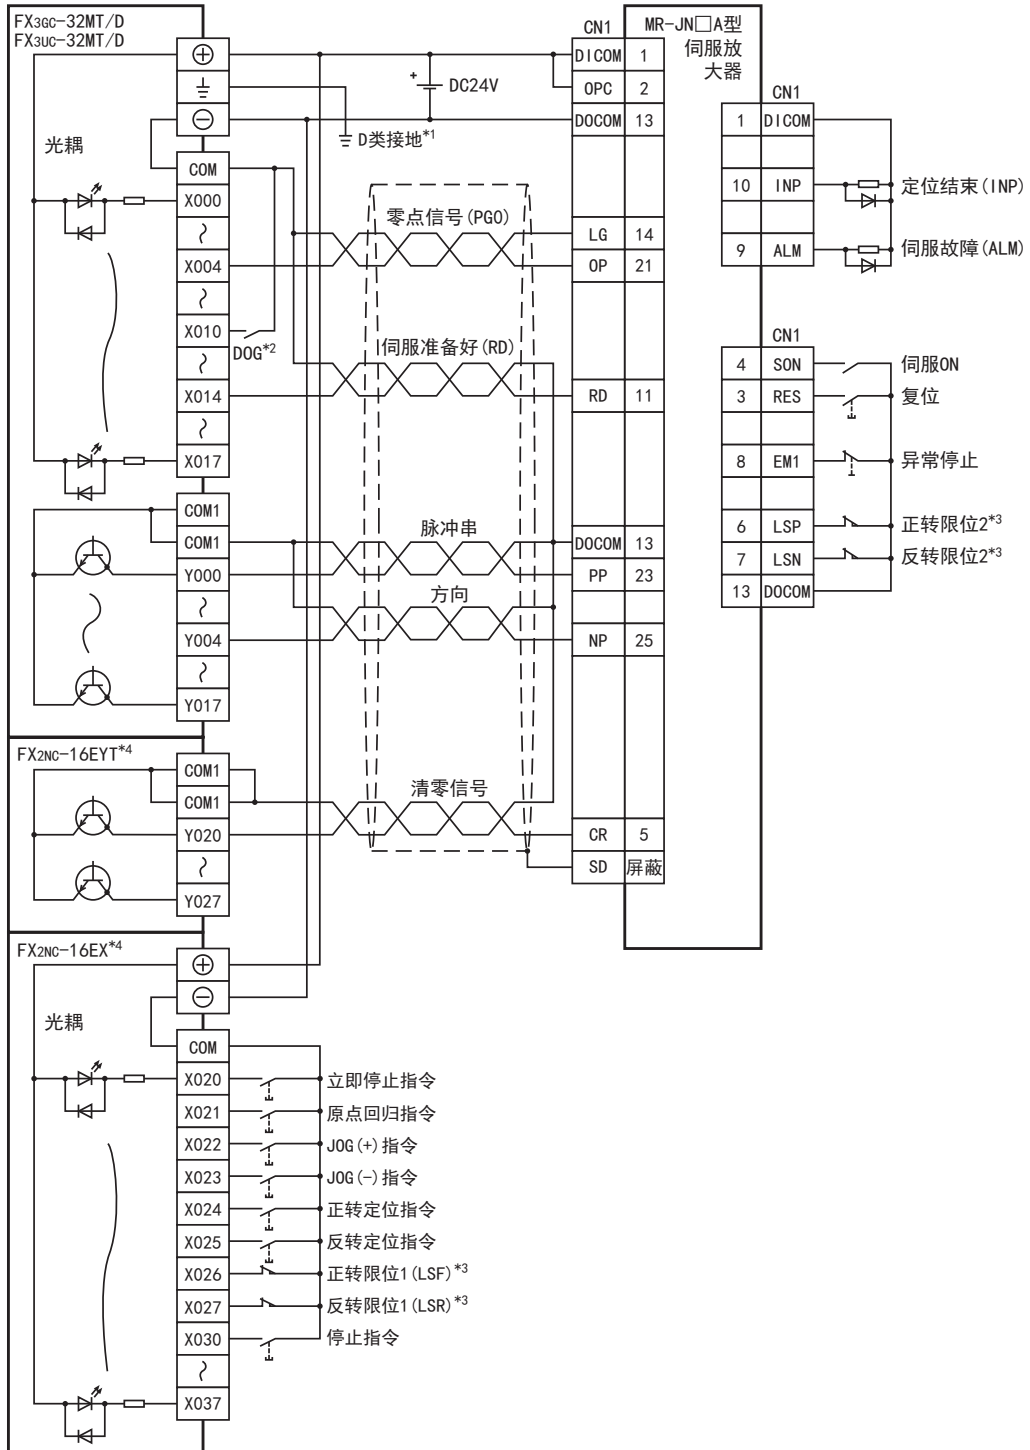 FX3GC-32MT/D
FX3UC-32MT/D
光耦
COM
X000
X004
X010
X014
X017
COM1
COM1
Y000
Y004
Y017
FX2NC-16EYT*4
COM1
COM1
Y020
Y027
FX2NC-16EX*4
光耦
COM
X020 立即停止指令
X021 原点回归指令
X022 JOG(+)指令
X023 JOG(-)指令
X024 正转定位指令
X025 反转定位指令
X026 正转限位1(LSF)*3
X027 反转限位1(LSR)*3
X030 停止指令
X037
+
DC24V
D类接地*1
DOG*2
零点信号(PG0)
伺服准备好(RD)
脉冲串
方向
清零信号
CN1
DICOM 1
OPC 2
DOCOM 13
LG 14
OP 21
RD 11
DOCOM 13
PP 23
NP 25
CR 5
SD 屏蔽
MR-JN□A型
伺服放
大器
CN1
1 DICOM
10 INP 定位结束(INP)
9 ALM 伺服故障(ALM)
CN1
4 SON 伺服ON
3 RES 复位
8 EM1 异常停止
6 LSP 正转限位2*3
7 LSN 反转限位2*3
13 DOCOM